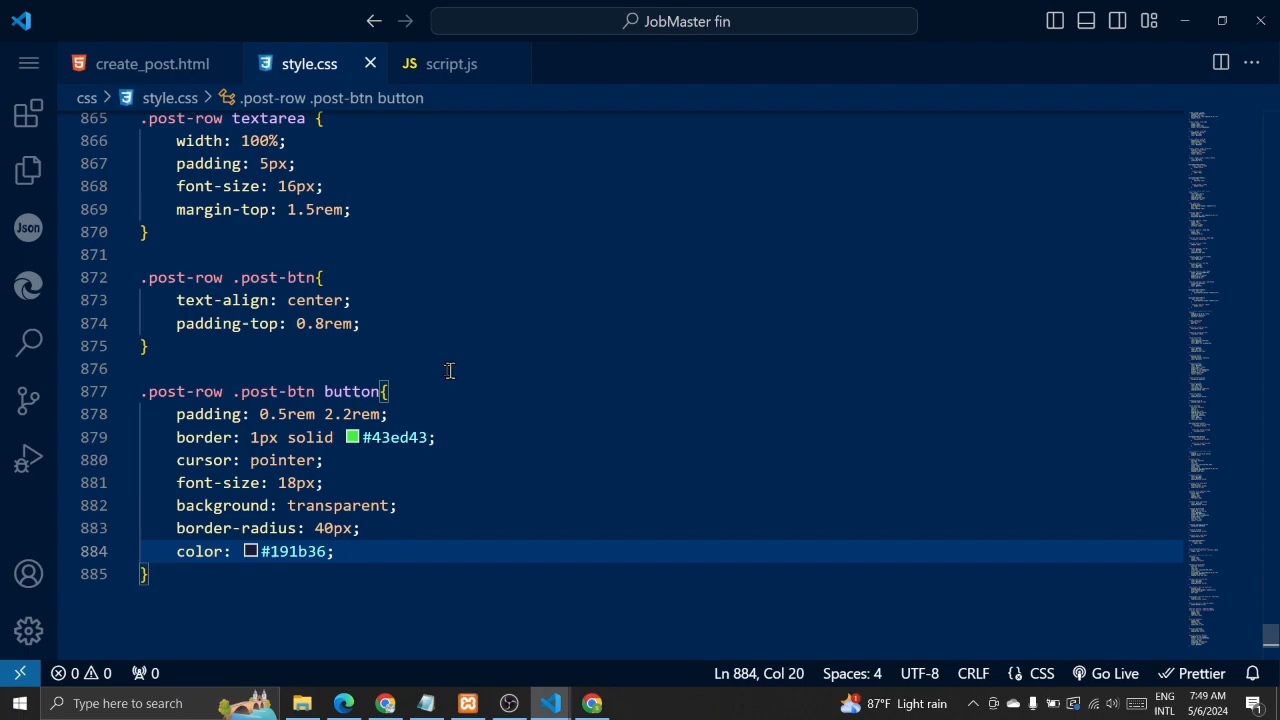 JobMaster fin
create_post.html
style.css
JS script.js
css > style.css > .post-row .post-btn button
865 .post-row textarea {
866 width: 100%;
867 padding: 5px;
868 font-size: 16px;
869 margin-top: 1.5rem;
870 }
871
872 .post-row .post-btn{
873 text-align: center;
874 padding-top: 0.8rem;
875 }
876
877 .post-row .post-btn button{
878 padding: 0.5rem 2.2rem;
879 border: 1px solid #43ed43;
880 cursor: pointer;
881 font-size: 18px;
882 background: transparent;
883 border-radius: 40px;
884 color: #191b36;
885 }
Json
0 0 0 Ln 884, Col 20 Spaces: 4 UTF-8 CRLF {} CSS Go Live Prettier
Type here to search
87°F Light rain
ENG
INTL
7:49 AM
5/6/2024
1